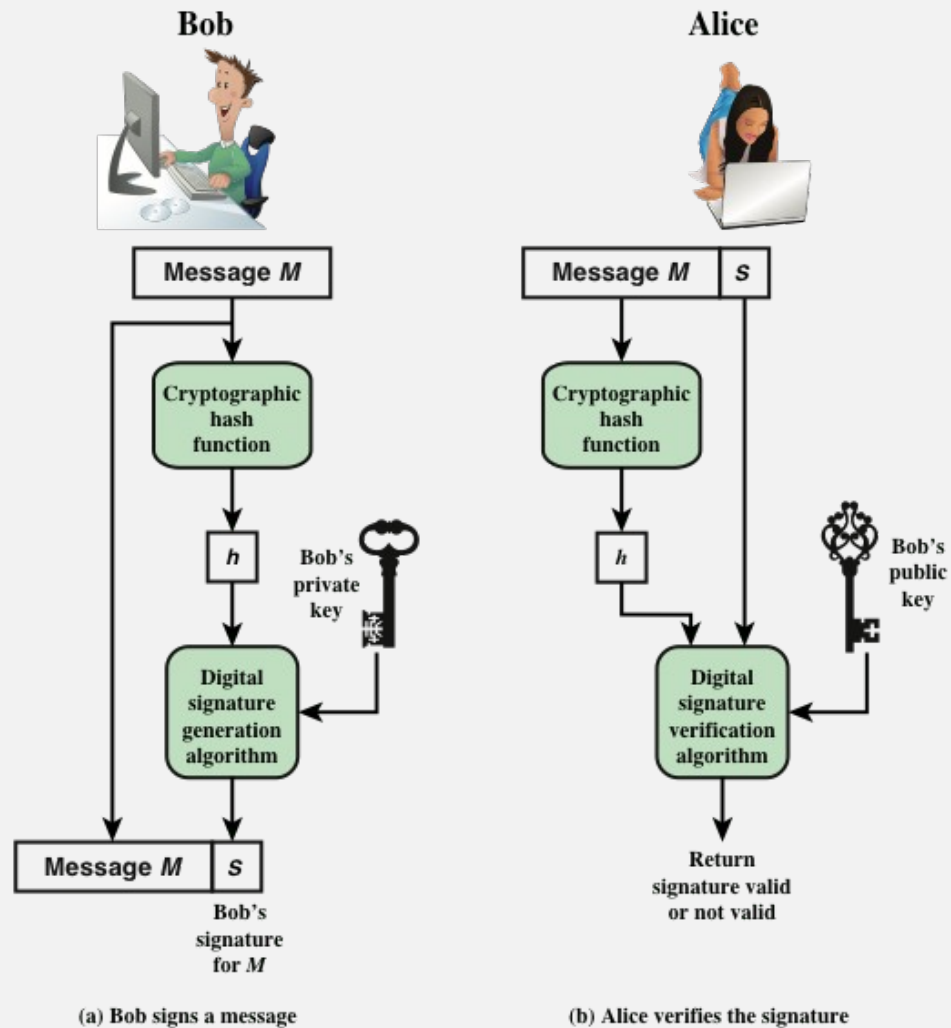 Bob
Message M
Cryptographic
hash
function
h
Bob's
private
key
Digital
signature
generation
algorithm
Message M S
Bob's
signature
for M
(a) Bob signs a message
Alice
Message M S
Cryptographic
hash
function
h
Bob's
public
key
Digital
signature
verification
algorithm
Return
signature valid
or not valid
(b) Alice verifies the signature